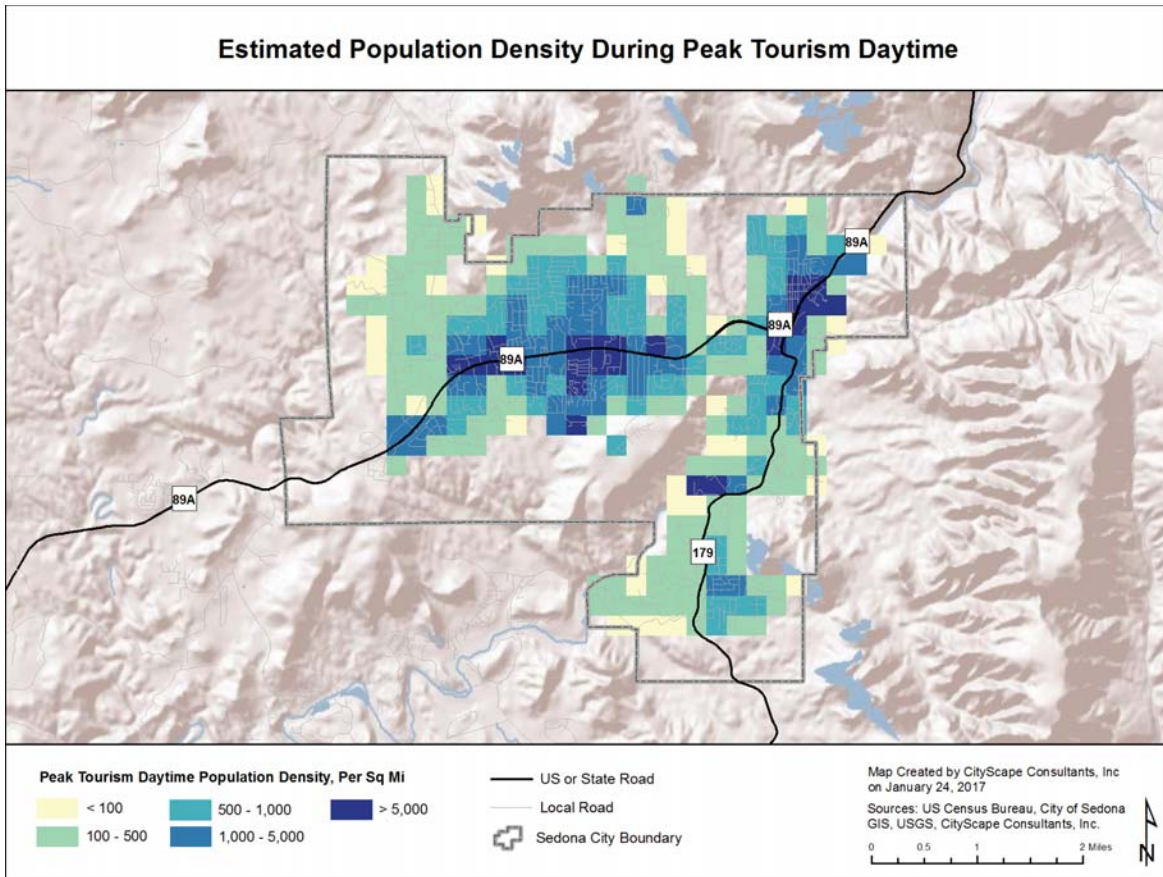 Estimated Population Density During Peak Tourism Daytime
89A
89A
89A
89A
179
Peak Tourism Daytime Population Density, Per Sq Mi
< 100
500 - 1,000
> 5,000
100 - 500
1,000 - 5,000
US or State Road
Local Road
Sedona City Boundary
Map Created by CityScape Consultants, Inc
on January 24, 2017
Sources: US Census Bureau, City of Sedona
GIS, USGS, CityScape Consultants, Inc.
0 0.5 1 2 Miles
N